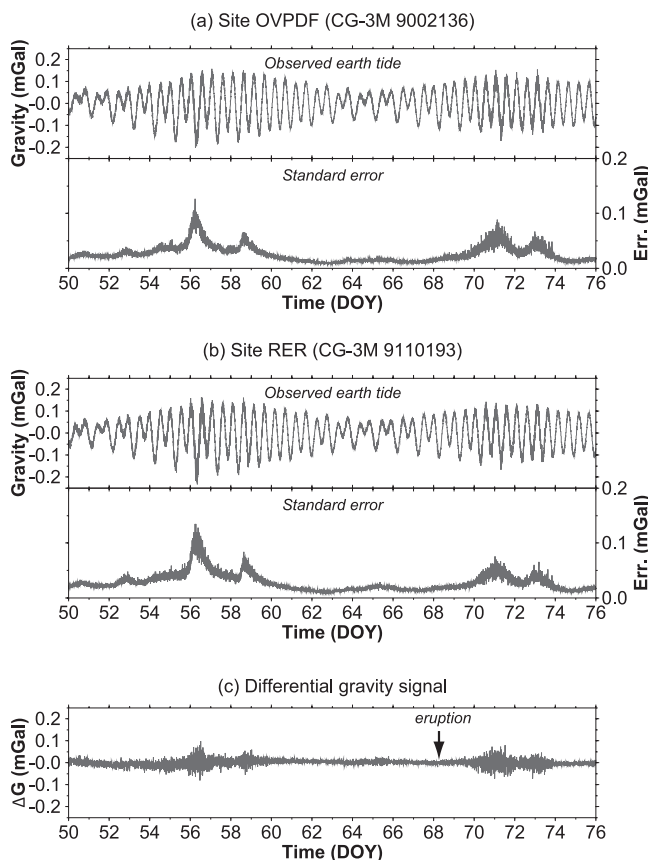 (a) Site OVPDF (CG-3M 9002136)
Gravity (mGal)
0.2
0.1
-0.0
-0.1
-0.2
Observed earth tide
Standard error
0.2
0.1
0.0
Err. (mGal)
50 52 54 56 58 60 62 64 66 68 70 72 74 76
Time (DOY)
(b) Site RER (CG-3M 9110193)
Gravity (mGal)
0.2
0.1
-0.0
-0.1
-0.2
Observed earth tide
Standard error
0.2
0.1
0.0
Err. (mGal)
50 52 54 56 58 60 62 64 66 68 70 72 74 76
Time (DOY)
(c) Differential gravity signal
ΔG (mGal)
0.2
0.1
-0.0
-0.1
-0.2
eruption
50 52 54 56 58 60 62 64 66 68 70 72 74 76
Time (DOY)